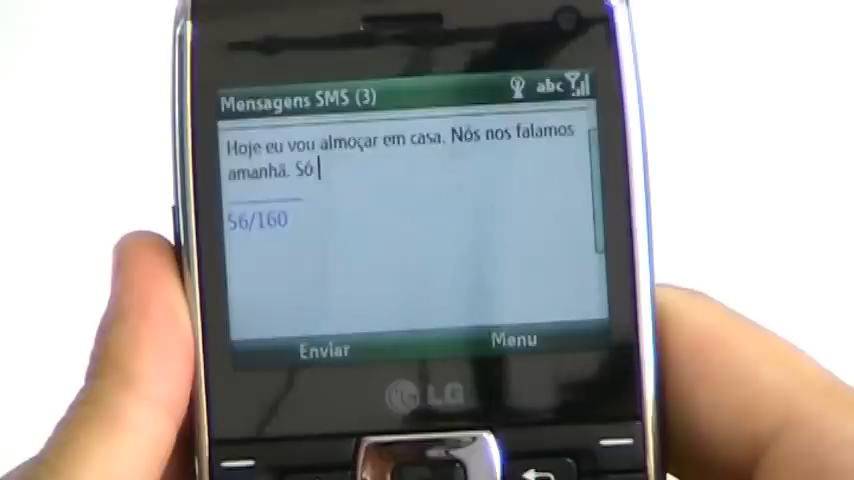 Mensagens SMS (3)
abc
Hoje eu vou almoçar em casa. Nós nos falamos
amanhã. Só
56/160
Enviar
Menu
LG